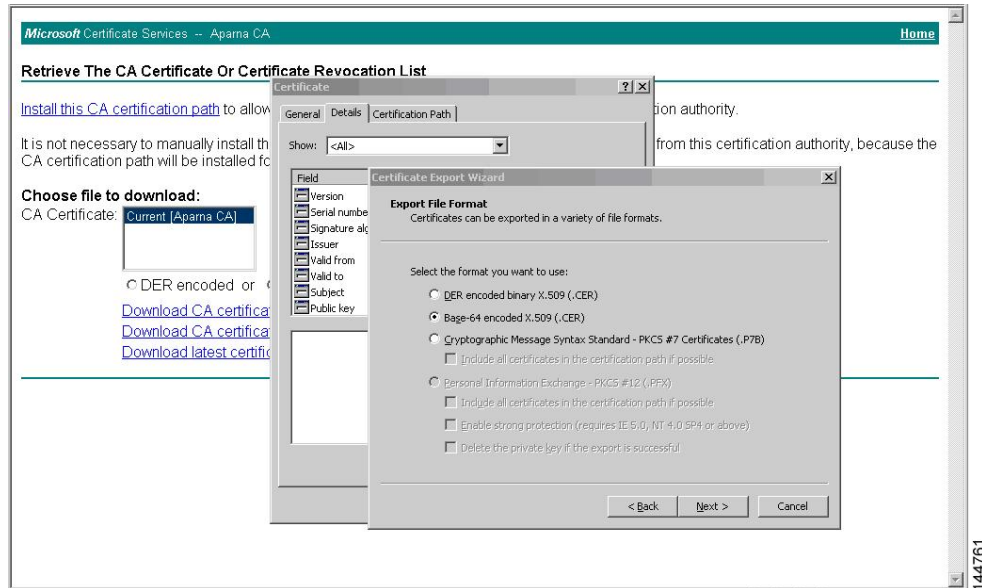 Microsoft Certificate Services -- Aparna CA Home
Retrieve The CA Certificate Or Certificate Revocation List
Certificate
Install this CA certification path to allow
tion authority.
General Details Certification Path
It is not necessary to manually install th
from this certification authority, because the
CA certification path will be installed fo
Show: <All>
Choose file to download:
CA Certificate: Current [Aparna CA]
DER encoded or
Download CA certifica
Download CA certifica
Download latest certific
Field
Version
Serial numbe
Signature alg
Issuer
Valid from
Valid to
Subject
Public key
Certificate Export Wizard
Export File Format
Certificates can be exported in a variety of file formats.
Select the format you want to use:
DER encoded binary X.509 (.CER)
Base-64 encoded X.509 (.CER)
Cryptographic Message Syntax Standard - PKCS #7 Certificates (.P7B)
Include all certificates in the certification path if possible
Personal Information Exchange - PKCS #12 (.PFX)
Include all certificates in the certification path if possible
Enable strong protection (requires IE 5.0, NT 4.0 SP4 or above)
Delete the private key if the export is successful
< Back Next > Cancel
144761